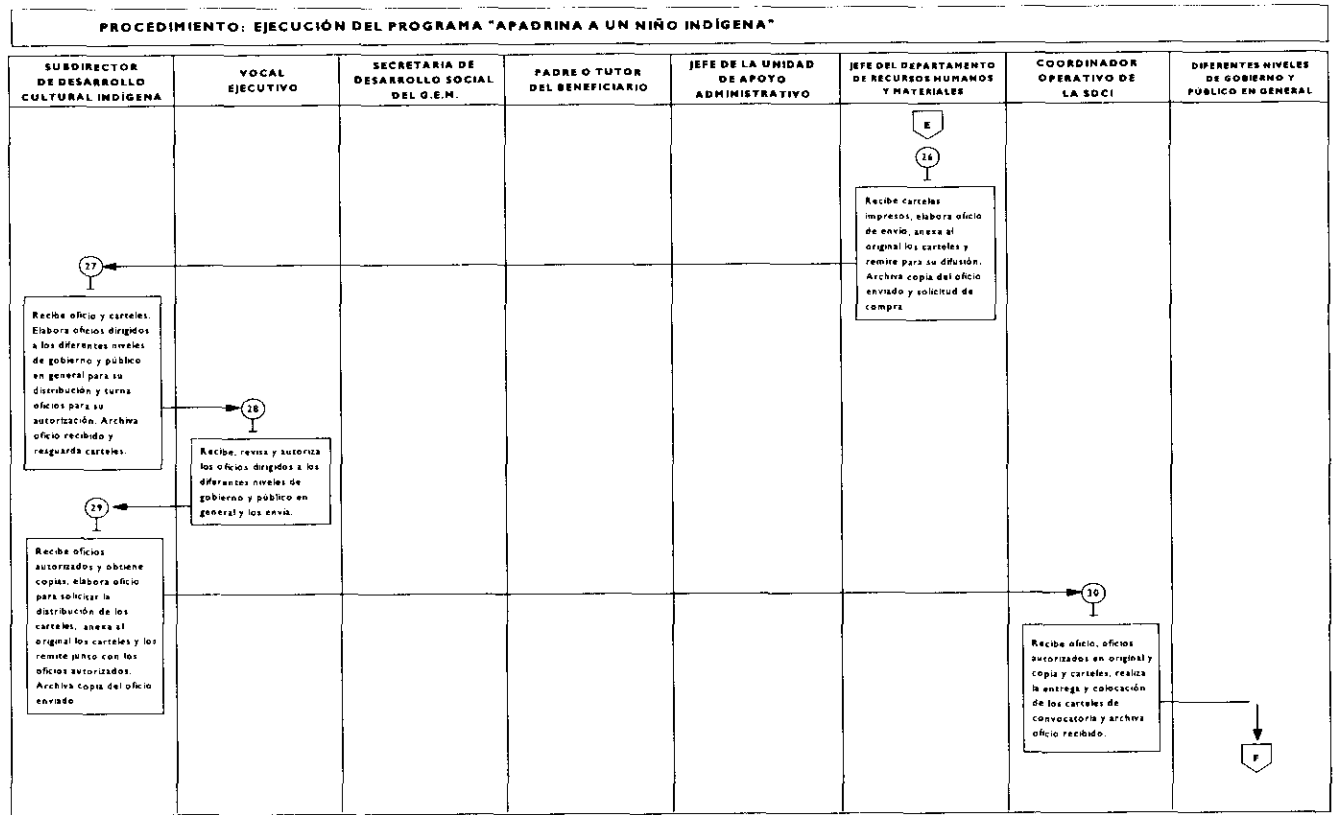 PROCEDIMIENTO: EJECUCIÓN DEL PROGRAMA "APADRINA A UN NIÑO INDÍGENA"
SUBDIRECTOR
DE DESARROLLO
CULTURAL INDÍGENA
VOCAL
EJECUTIVO
SECRETARIA DE
DESARROLLO SOCIAL
DEL G.E.M.
PADRE O TUTOR
DEL BENEFICIARIO
JEFE DE LA UNIDAD
DE APOYO
ADMINISTRATIVO
JEFE DEL DEPARTAMENTO
DE RECURSOS HUMANOS
Y MATERIALES
COORDINADOR
OPERATIVO DE
LA SDCI
DIFERENTES NIVELES
DE GOBIERNO Y
PÚBLICO EN GENERAL
E
26
Recibe carteles
impresos, elabora oficio
de envío, anexa al
original los carteles y
remite para su difusión.
Archiva copia del oficio
enviado y solicitud de
compra
27
Recibe oficio y carteles.
Elabora oficios dirigidos
a los diferentes niveles
de gobierno y público
en general para su
distribución y turna
oficios para su
autorización. Archiva
oficio recibido y
resguarda carteles.
28
Recibe, revisa y autoriza
los oficios dirigidos a los
diferentes niveles de
gobierno y público en
general y los envía.
29
Recibe oficios
autorizados y obtiene
copias, elabora oficio
para solicitar la
distribución de los
carteles, anexa al
original los carteles y los
remite junto con los
oficios autorizados.
Archiva copia del oficio
enviado
30
Recibe oficio, oficios
autorizados en original y
copia y carteles, realiza
la entrega y colocación
de los carteles de
convocatoria y archiva
oficio recibido.
F